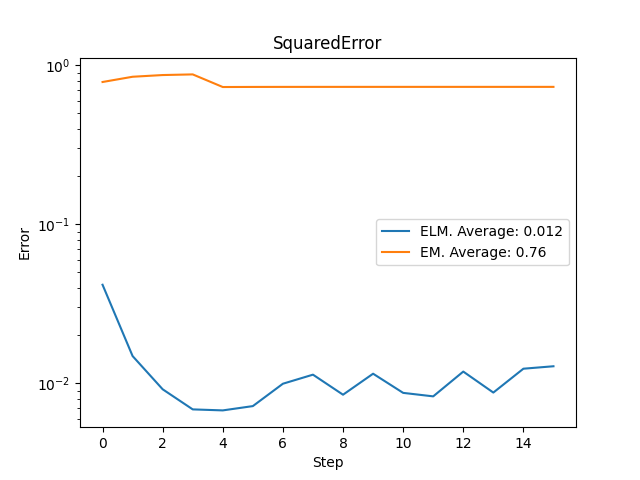 SquaredError
10⁰
10⁻¹
10⁻²
Error
ELM. Average: 0.012
EM. Average: 0.76
0 2 4 6 8 10 12 14
Step